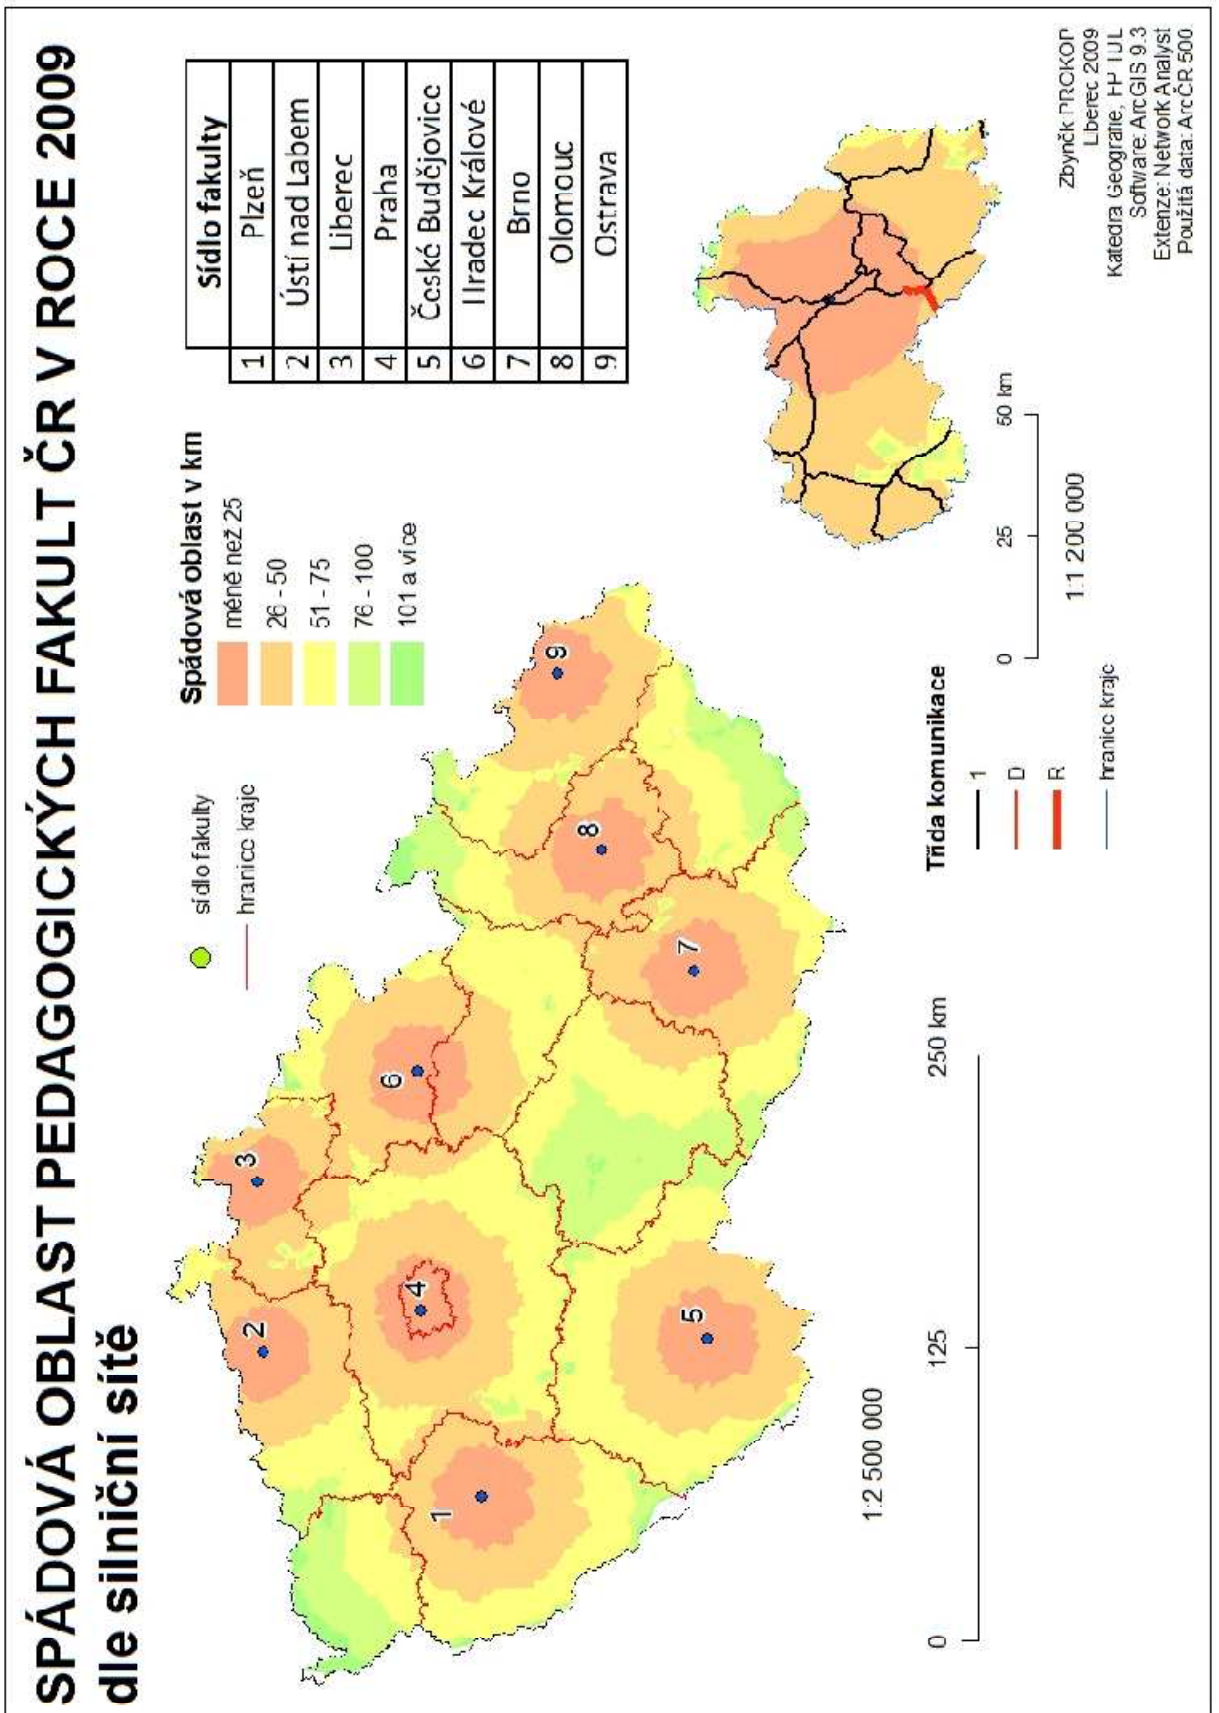 SPÁDOVÁ OBLAST PEDAGOGICKÝCH FAKULT ČR V ROCE 2009
dle silniční sítě
sídlo fakulty
hranice kraje
Spádová oblast v km
méně než 25
26 - 50
51 - 75
76 - 100
101 a více
Sídlo fakulty
1 Plzeň
2 Ústí nad Labem
3 Liberec
4 Praha
5 České Budějovice
6 Hradec Králové
7 Brno
8 Olomouc
9 Ostrava
1
2
3
4
5
6
7
8
9
1:2 500 000
0 125 250 km
Třída komunikace
1
D
R
hranice kraje
0 25 50 km
1:1 200 000
Zbyněk PROKOP
Liberec 2009
Katedra Geografie, FP TUL
Software: ArcGIS 9.3
Extenze: Network Analyst
Použitá data: ArcČR 500